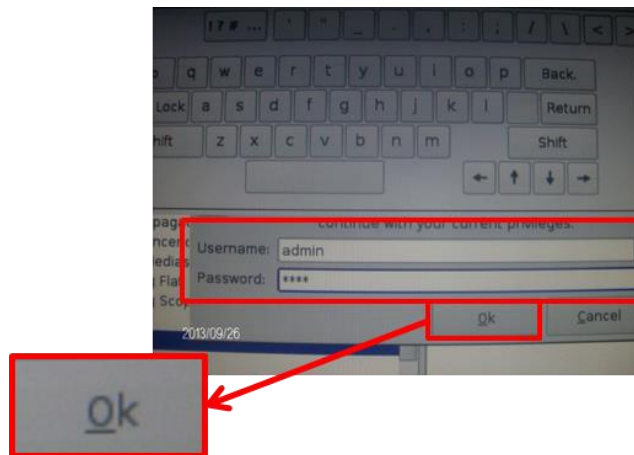 ! ? # ... ' " _ - , : ; / \ < >
q w e r t y u i o p Back.
Lock a s d f g h j k l Return
hift z x c v b n m Shift
← ↑ ↓ →
continue with your current privileges.
Username: admin
Password: ****
Ok Cancel
2013/09/26
Ok